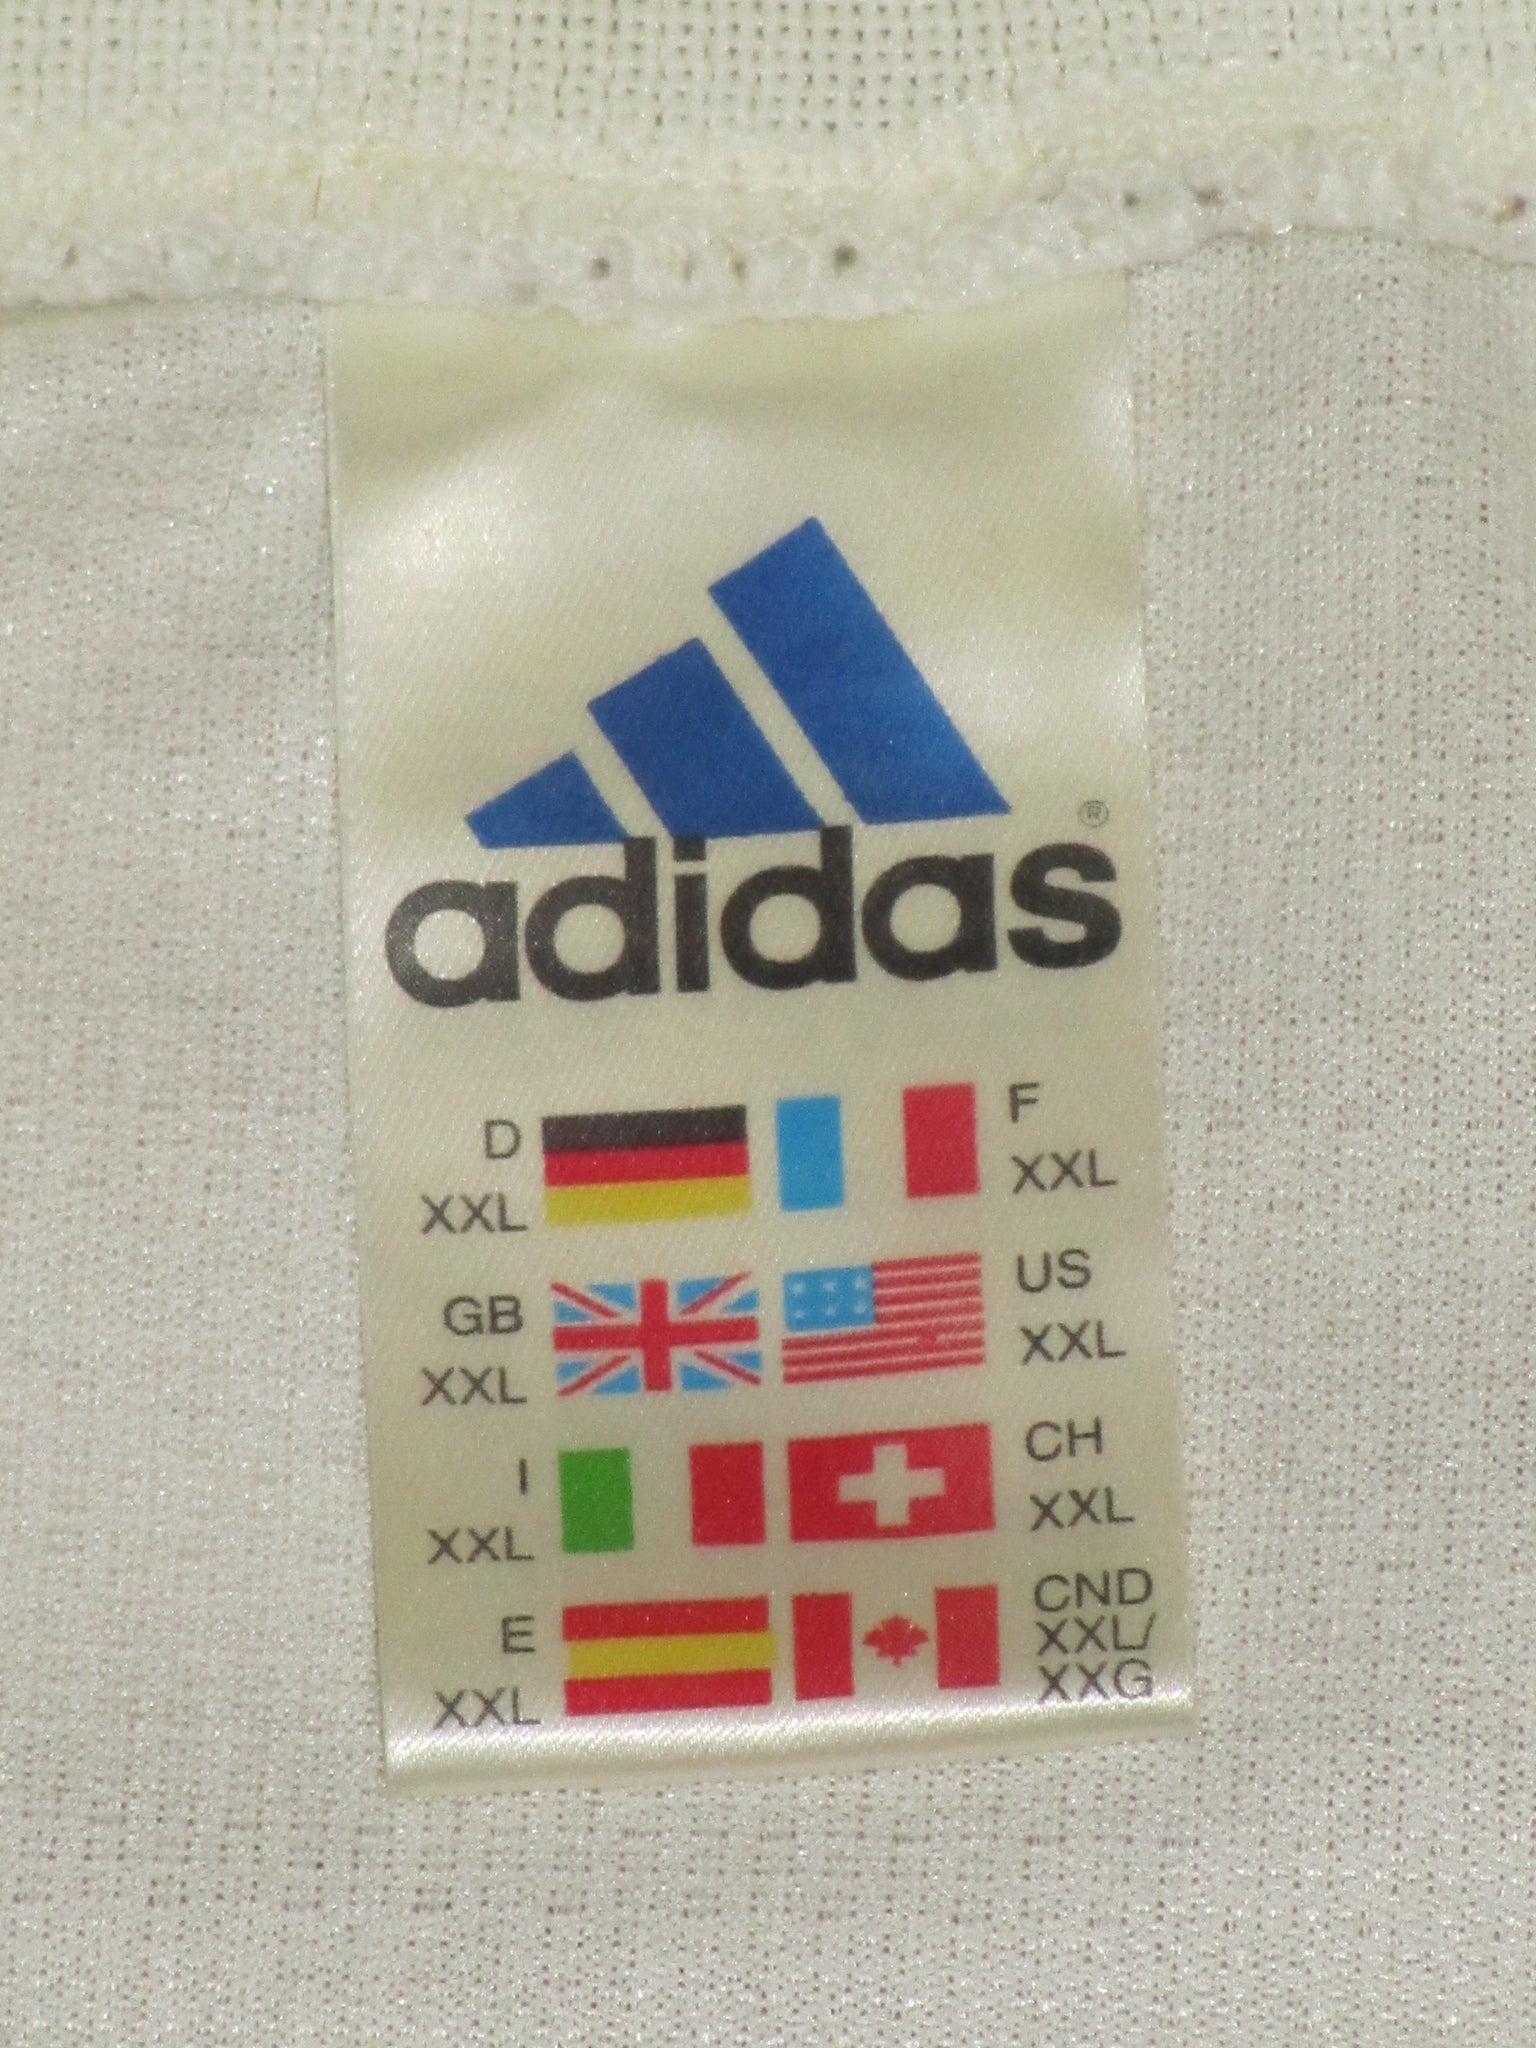 adidas®
D
XXL
F
XXL
GB
XXL
US
XXL
I
XXL
CH
XXL
E
XXL
CND
XXL/
XXG